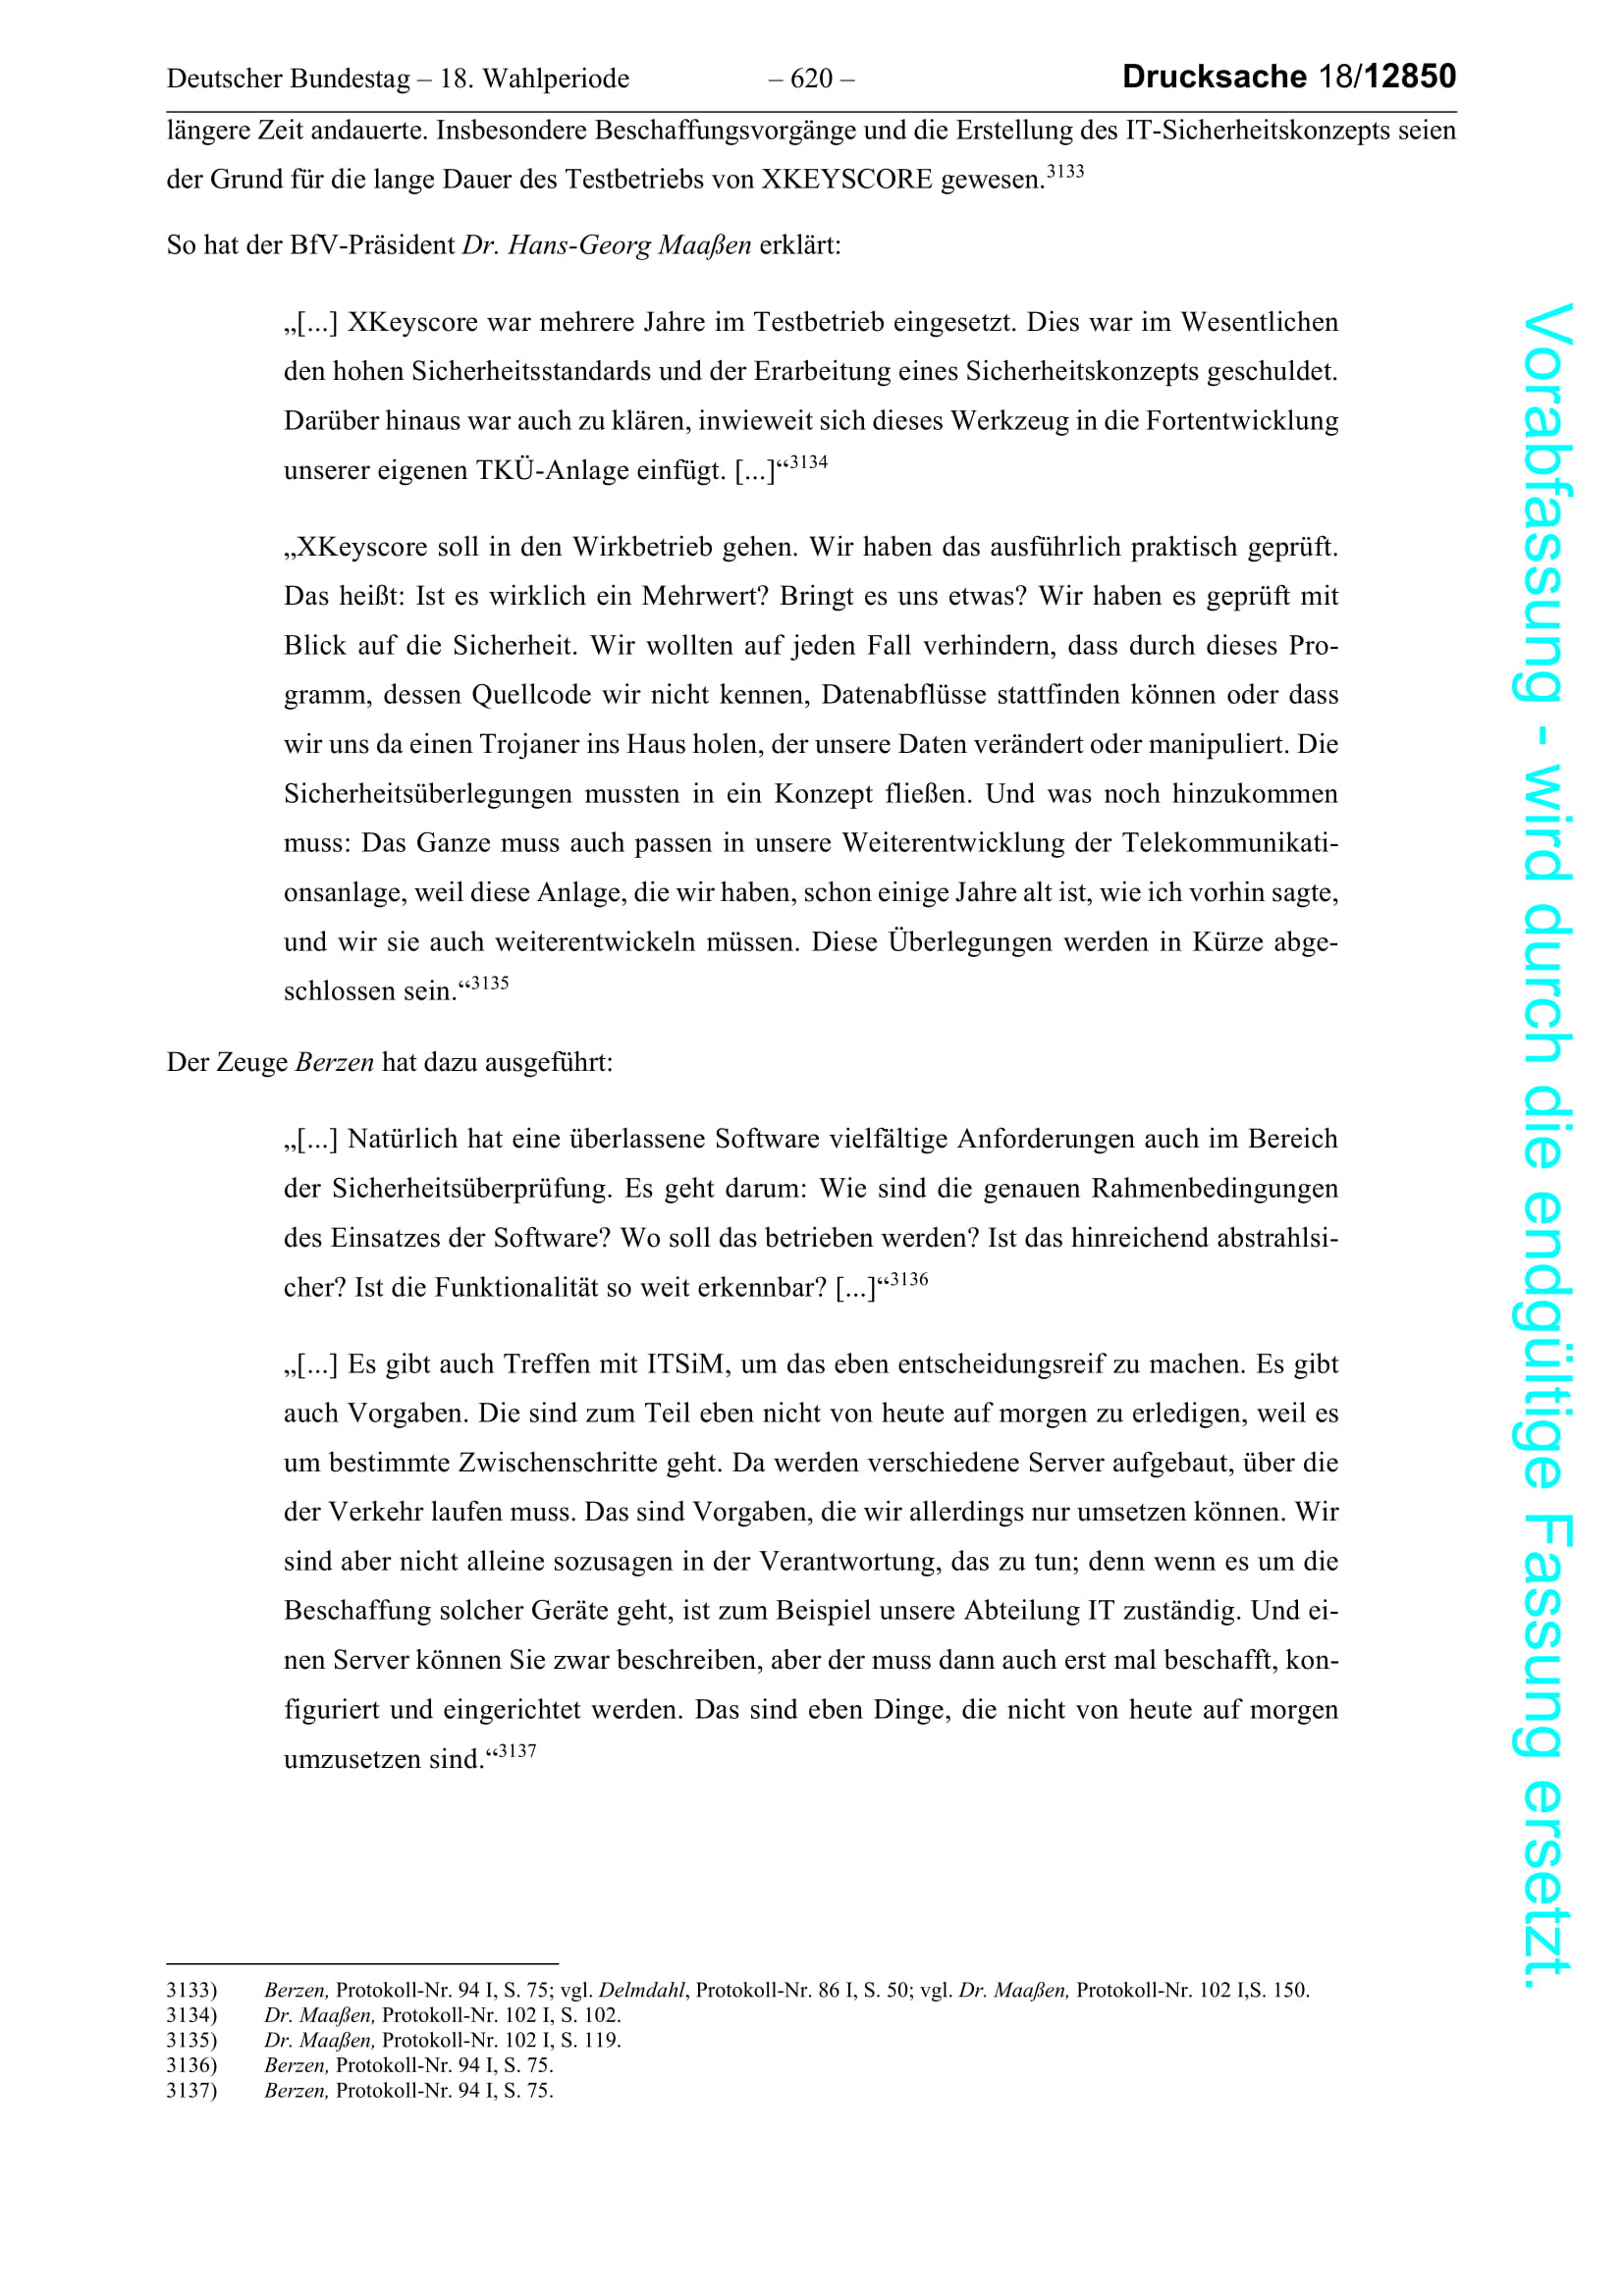 Deutscher Bundestag – 18. Wahlperiode – 620 – Drucksache 18/12850
längere Zeit andauerte. Insbesondere Beschaffungsvorgänge und die Erstellung des IT-Sicherheitskonzepts seien
der Grund für die lange Dauer des Testbetriebs von XKEYSCORE gewesen.3133
So hat der BfV-Präsident Dr. Hans-Georg Maaßen erklärt:
„[...] XKeyscore war mehrere Jahre im Testbetrieb eingesetzt. Dies war im Wesentlichen
den hohen Sicherheitsstandards und der Erarbeitung eines Sicherheitskonzepts geschuldet.
Darüber hinaus war auch zu klären, inwieweit sich dieses Werkzeug in die Fortentwicklung
unserer eigenen TKÜ-Anlage einfügt. [...]“3134
„XKeyscore soll in den Wirkbetrieb gehen. Wir haben das ausführlich praktisch geprüft.
Das heißt: Ist es wirklich ein Mehrwert? Bringt es uns etwas? Wir haben es geprüft mit
Blick auf die Sicherheit. Wir wollten auf jeden Fall verhindern, dass durch dieses Pro-
gramm, dessen Quellcode wir nicht kennen, Datenabflüsse stattfinden können oder dass
wir uns da einen Trojaner ins Haus holen, der unsere Daten verändert oder manipuliert. Die
Sicherheitsüberlegungen mussten in ein Konzept fließen. Und was noch hinzukommen
muss: Das Ganze muss auch passen in unsere Weiterentwicklung der Telekommunikati-
onsanlage, weil diese Anlage, die wir haben, schon einige Jahre alt ist, wie ich vorhin sagte,
und wir sie auch weiterentwickeln müssen. Diese Überlegungen werden in Kürze abge-
schlossen sein.“3135
Der Zeuge Berzen hat dazu ausgeführt:
„[...] Natürlich hat eine überlassene Software vielfältige Anforderungen auch im Bereich
der Sicherheitsüberprüfung. Es geht darum: Wie sind die genauen Rahmenbedingungen
des Einsatzes der Software? Wo soll das betrieben werden? Ist das hinreichend abstrahlsi-
cher? Ist die Funktionalität so weit erkennbar? [...]“3136
„[...] Es gibt auch Treffen mit ITSiM, um das eben entscheidungsreif zu machen. Es gibt
auch Vorgaben. Die sind zum Teil eben nicht von heute auf morgen zu erledigen, weil es
um bestimmte Zwischenschritte geht. Da werden verschiedene Server aufgebaut, über die
der Verkehr laufen muss. Das sind Vorgaben, die wir allerdings nur umsetzen können. Wir
sind aber nicht alleine sozusagen in der Verantwortung, das zu tun; denn wenn es um die
Beschaffung solcher Geräte geht, ist zum Beispiel unsere Abteilung IT zuständig. Und ei-
nen Server können Sie zwar beschreiben, aber der muss dann auch erst mal beschafft, kon-
figuriert und eingerichtet werden. Das sind eben Dinge, die nicht von heute auf morgen
umzusetzen sind.“3137
3133) Berzen, Protokoll-Nr. 94 I, S. 75; vgl. Delmdahl, Protokoll-Nr. 86 I, S. 50; vgl. Dr. Maaßen, Protokoll-Nr. 102 I,S. 150.
3134) Dr. Maaßen, Protokoll-Nr. 102 I, S. 102.
3135) Dr. Maaßen, Protokoll-Nr. 102 I, S. 119.
3136) Berzen, Protokoll-Nr. 94 I, S. 75.
3137) Berzen, Protokoll-Nr. 94 I, S. 75.
Vorabfassung - wird durch die endgültige Fassung ersetzt.